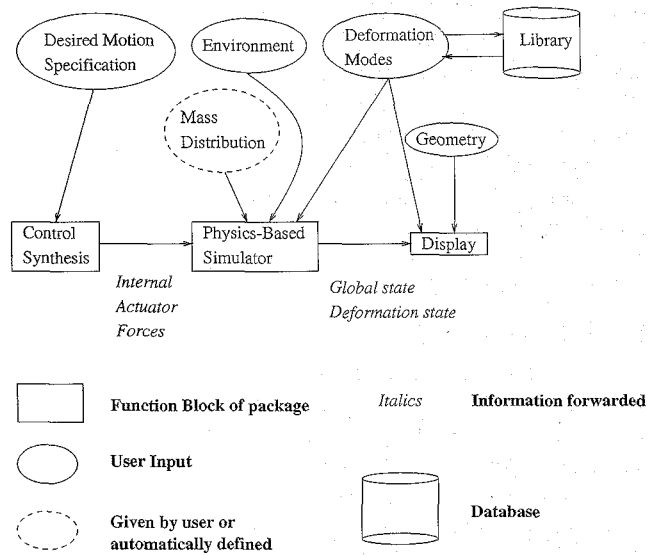 Desired Motion
Specification
Environment
Deformation
Modes
Library
Mass
Distribution
Geometry
Control
Synthesis
Physics-Based
Simulator
Display
Internal
Actuator
Forces
Global state
Deformation state
Function Block of package
Italics
Information forwarded
User Input
Database
Given by user or
automatically defined